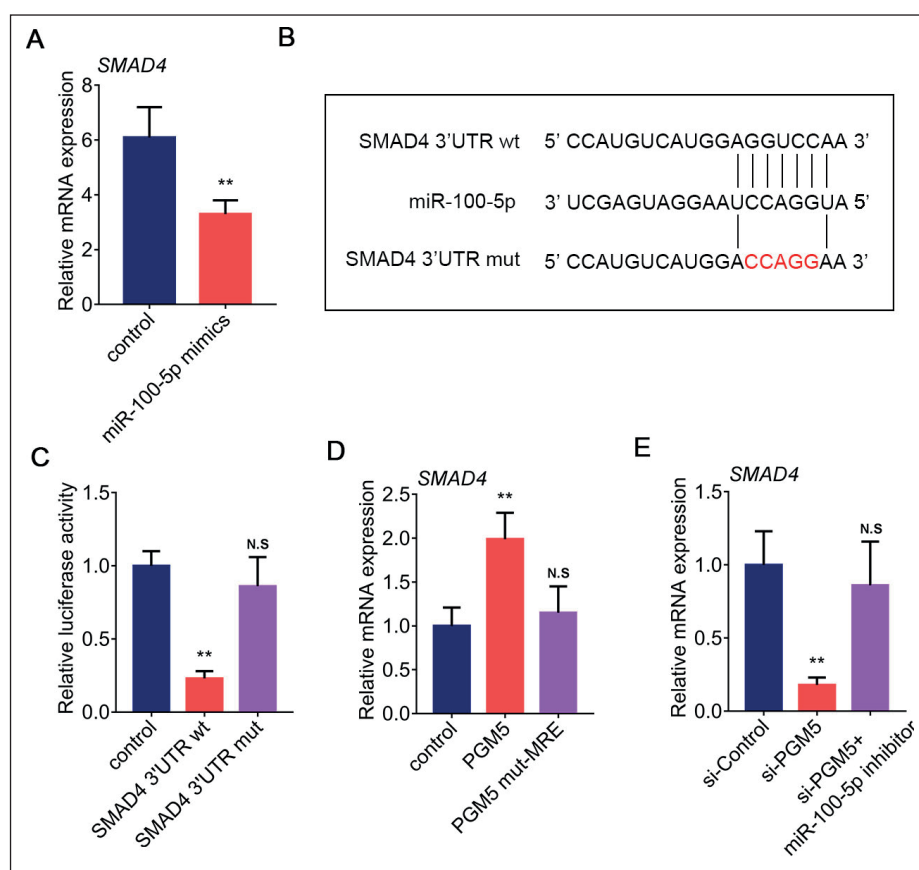 A
SMAD4
Relative mRNA expression
8
6
4
2
0
control
miR-100-5p mimics
**
B
SMAD4 3'UTR wt 5' CCAUGUCAUGGAGGUCCAA 3'
miR-100-5p 3' UCGAGUAGGAAUCCAGGUA 5'
SMAD4 3'UTR mut 5' CCAUGUCAUGGACCAGGAA 3'
C
Relative luciferase activity
1.5
1.0
0.5
0.0
**
N.S
control
SMAD4 3'UTR wt
SMAD4 3'UTR mut
D
SMAD4
Relative mRNA expression
2.5
2.0
1.5
1.0
0.5
0.0
**
N.S
control
PGM5
PGM5 mut-MRE
E
SMAD4
Relative mRNA expression
1.5
1.0
0.5
0.0
**
N.S
si-Control
si-PGM5
si-PGM5+
miR-100-5p inhibitor